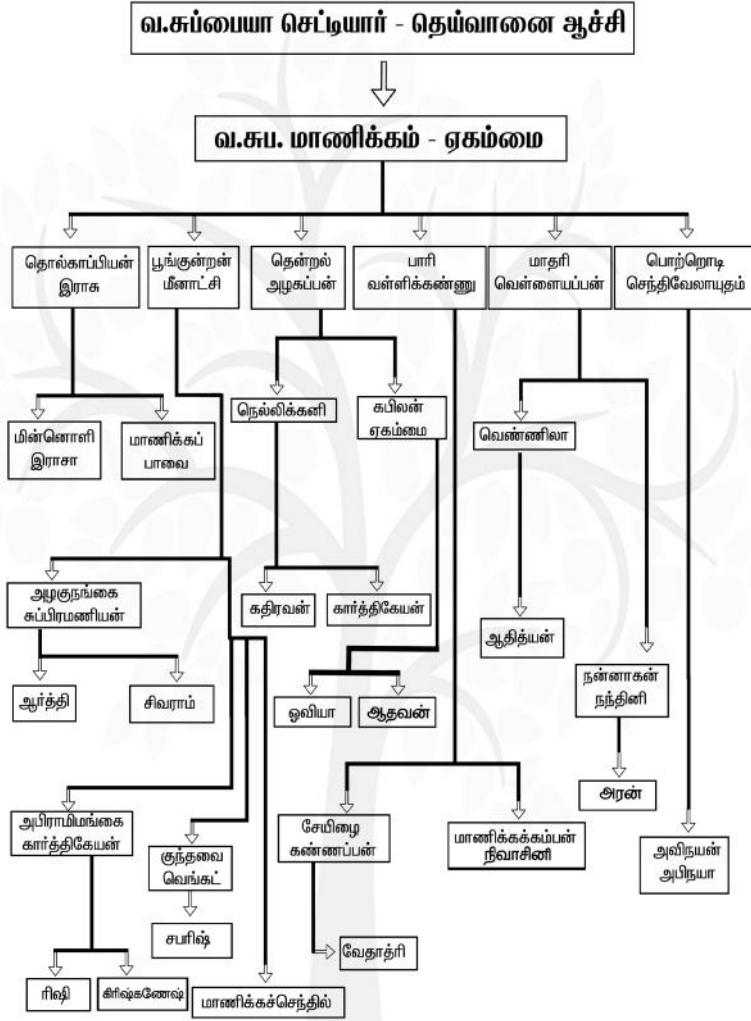 வ.சுப்பையா செட்டியார் - தெய்வானை ஆச்சி
வ.சுப. மாணிக்கம் - ஏகம்மை
தொல்காப்பியன்
இராசு
பூங்குன்றன்
மீனாட்சி
தென்றல்
அழகப்பன்
பாரி
வள்ளிக்கண்ணு
மாதரி
வெள்ளையப்பன்
பொற்றொடி
செந்திவேலாயுதம்
மின்னொளி
இராசா
மாணிக்கப்
பாவை
நெல்லிக்கனி
கபிலன்
ஏகம்மை
வெண்ணிலா
அழகுநங்கை
சுப்பிரமணியன்
கதிரவன்
கார்த்திகேயன்
ஆதித்யன்
ஆர்த்தி
சிவராம்
ஓவியா
ஆதவன்
நன்னாகன்
நந்தினி
அரன்
அபிராமிமங்கை
கார்த்திகேயன்
குந்தவை
வெங்கட்
சேயிழை
கண்ணப்பன்
மாணிக்கக்கம்பன்
நிவாசினி
அவிநயன்
அபிநயா
சபரிஷ்
வேதாத்ரி
ரிஷி
கிரிஷ்கணேஷ்
மாணிக்கச்செந்தில்